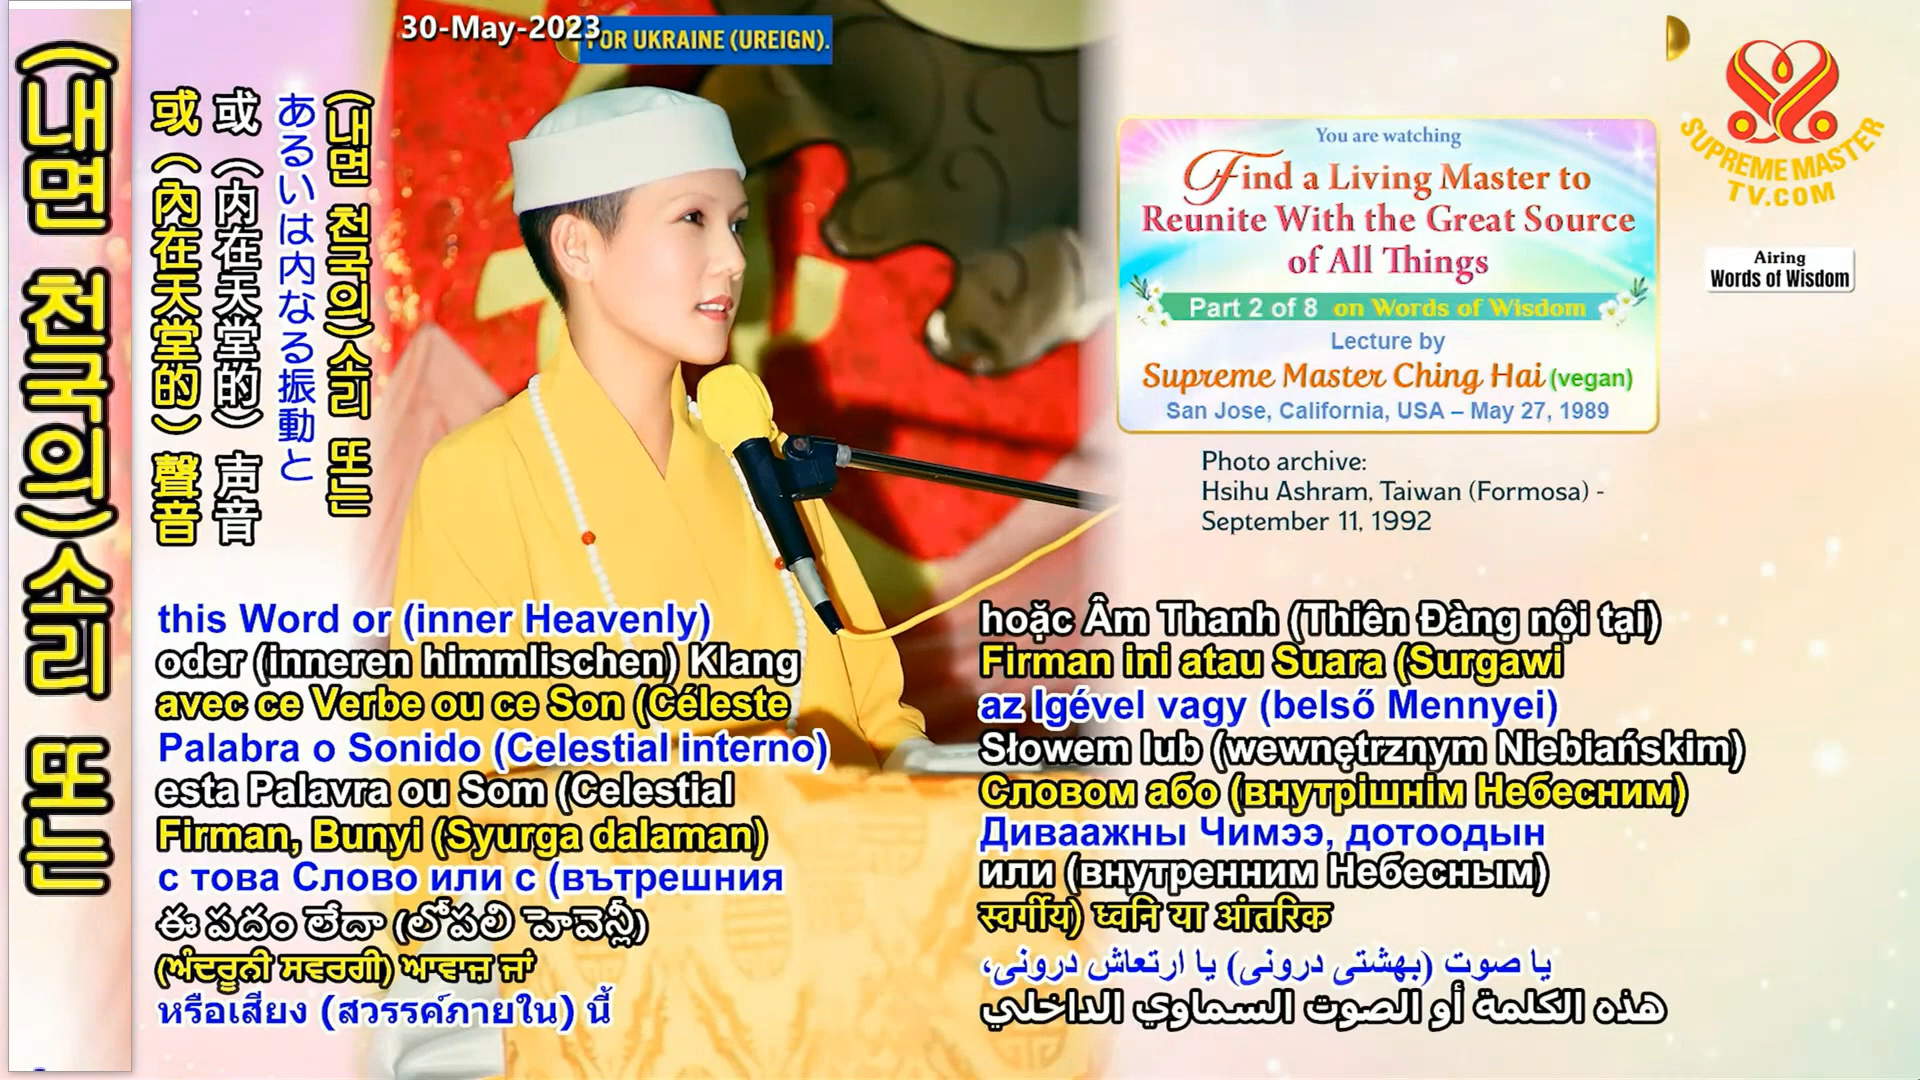 30-May-2023
FOR UKRAINE (UREIGN).
(내면 천국의)소리 또는
或（內在天堂的）聲音
或（内在天堂的）声音
あるいは内なる振動と
(내면 천국의)소리 또는
You are watching
Find a Living Master to
Reunite With the Great Source
of All Things
Part 2 of 8 on Words of Wisdom
Lecture by
Supreme Master Ching Hai (vegan)
San Jose, California, USA – May 27, 1989
Photo archive:
Hsihu Ashram, Taiwan (Formosa) -
September 11, 1992
SUPREME MASTER
TV.COM
Airing
Words of Wisdom
this Word or (inner Heavenly)
oder (inneren himmlischen) Klang
avec ce Verbe ou ce Son (Céleste
Palabra o Sonido (Celestial interno)
esta Palavra ou Som (Celestial
Firman, Bunyi (Syurga dalaman)
с това Слово или с (вътрешния
ఈ పదం లేదా (లోపలి హెవెన్లీ)
(ਅੰਦਰੂਨੀ ਸਵਰਗੀ) ਆਵਾਜ਼ ਜਾਂ
หรือเสียง (สวรรค์ภายใน) นี้
hoặc Âm Thanh (Thiên Đàng nội tại)
Firman ini atau Suara (Surgawi
az Igével vagy (belső Mennyei)
Słowem lub (wewnętrznym Niebiańskim)
Словом або (внутрішнім Небесним)
Диваажны Чимээ, дотоодын
или (внутренним Небесным)
स्वर्गीय) ध्वनि या आंतरिक
یا صوت (بهشتی درونی) یا ارتعاش درونی،
هذه الكلمة أو الصوت السماوي الداخلي